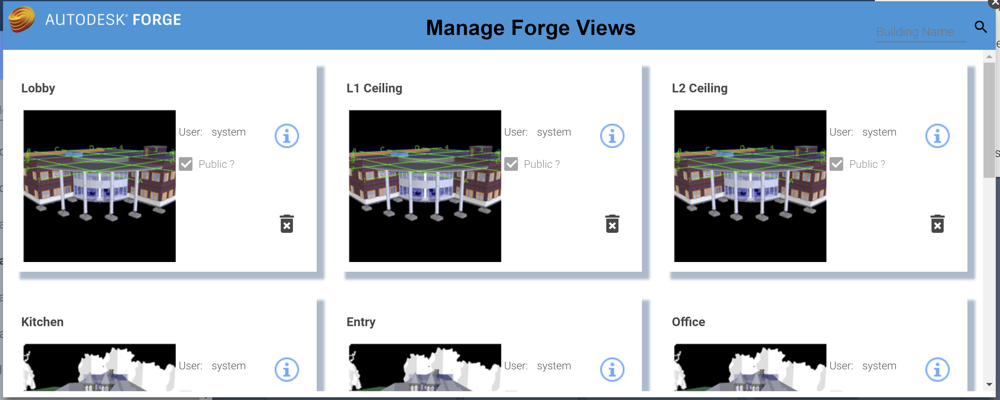 AUTODESK® FORGE
Manage Forge Views
Building Name
Lobby
L1 Ceiling
L2 Ceiling
User: system
User: system
User: system
Public ?
Public ?
Public ?
Kitchen
Entry
Office
User: system
User: system
User: system